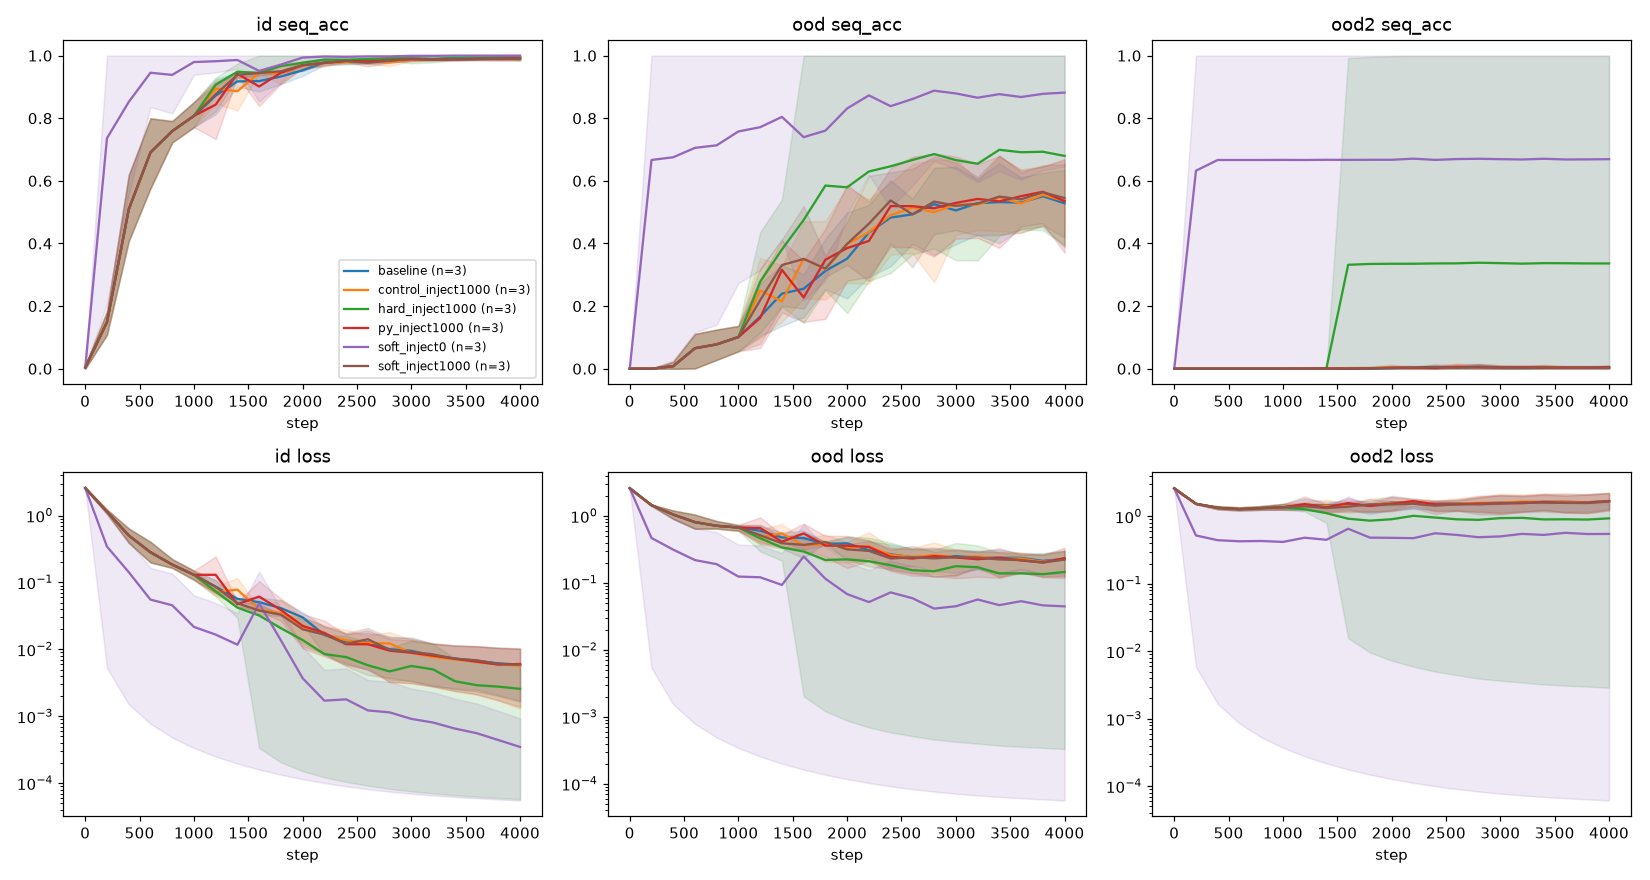 id seq_acc
1.0
0.8
0.6
0.4
0.2
0.0
0 500 1000 1500 2000 2500 3000 3500 4000
step
baseline (n=3)
control_inject1000 (n=3)
hard_inject1000 (n=3)
py_inject1000 (n=3)
soft_inject0 (n=3)
soft_inject1000 (n=3)
ood seq_acc
1.0
0.8
0.6
0.4
0.2
0.0
0 500 1000 1500 2000 2500 3000 3500 4000
step
ood2 seq_acc
1.0
0.8
0.6
0.4
0.2
0.0
0 500 1000 1500 2000 2500 3000 3500 4000
step
id loss
10⁰
10⁻¹
10⁻²
10⁻³
10⁻⁴
0 500 1000 1500 2000 2500 3000 3500 4000
step
ood loss
10⁰
10⁻¹
10⁻²
10⁻³
10⁻⁴
0 500 1000 1500 2000 2500 3000 3500 4000
step
ood2 loss
10⁰
10⁻¹
10⁻²
10⁻³
10⁻⁴
0 500 1000 1500 2000 2500 3000 3500 4000
step